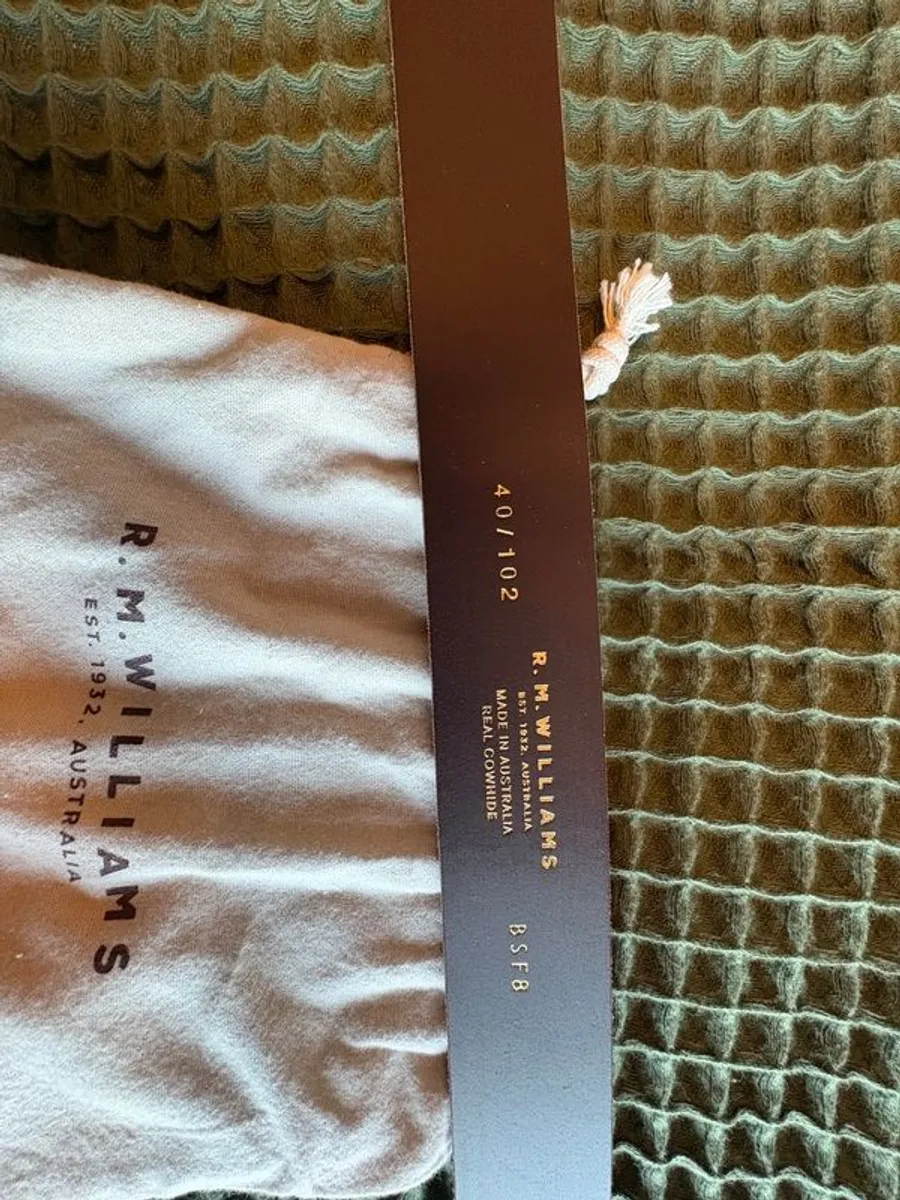 R.M.WILLIAMS
EST. 1932, AUSTRALIA
40/102
R.M.WILLIAMS
EST. 1932, AUSTRALIA
MADE IN AUSTRALIA
REAL COWHIDE
BSF8